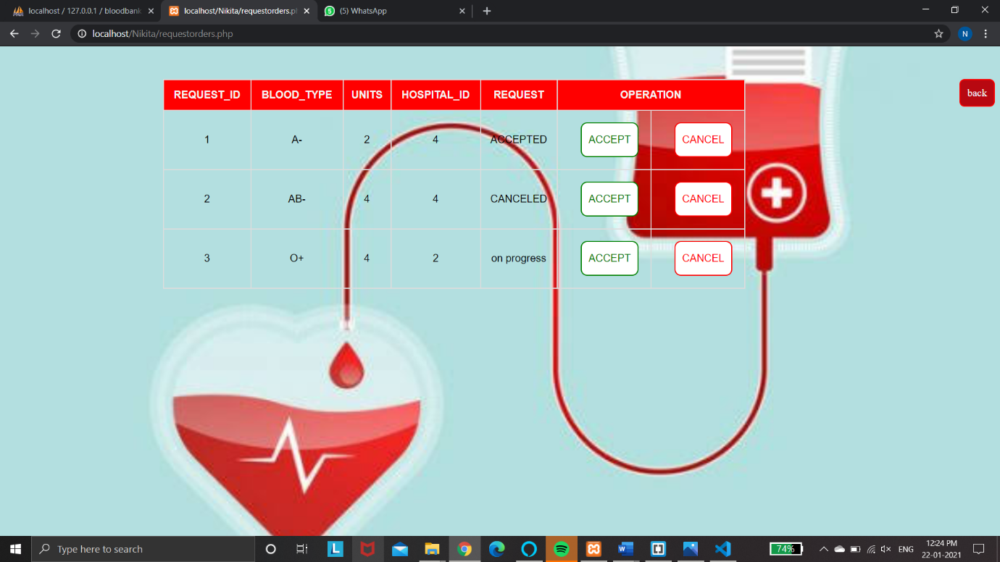 localhost / 127.0.0.1 / bloodbank
localhost/Nikita/requestorders.p
(5) WhatsApp
localhost/Nikita/requestorders.php
N
back
REQUEST_ID BLOOD_TYPE UNITS HOSPITAL_ID REQUEST OPERATION
1 A- 2 4 ACCEPTED ACCEPT CANCEL
2 AB- 4 4 CANCELED ACCEPT CANCEL
3 O+ 4 2 on progress ACCEPT CANCEL
Type here to search
L
74%
ENG
12:24 PM
22-01-2021